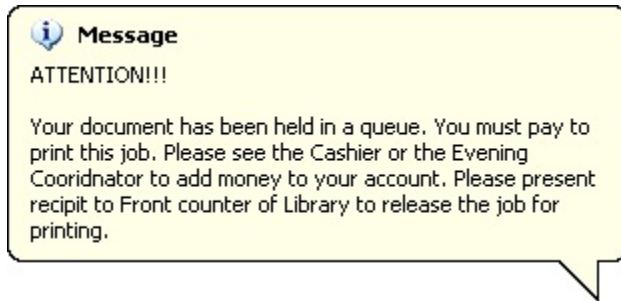 Message
ATTENTION!!!
Your document has been held in a queue. You must pay to
print this job. Please see the Cashier or the Evening
Cooridnator to add money to your account. Please present
recipit to Front counter of Library to release the job for
printing.